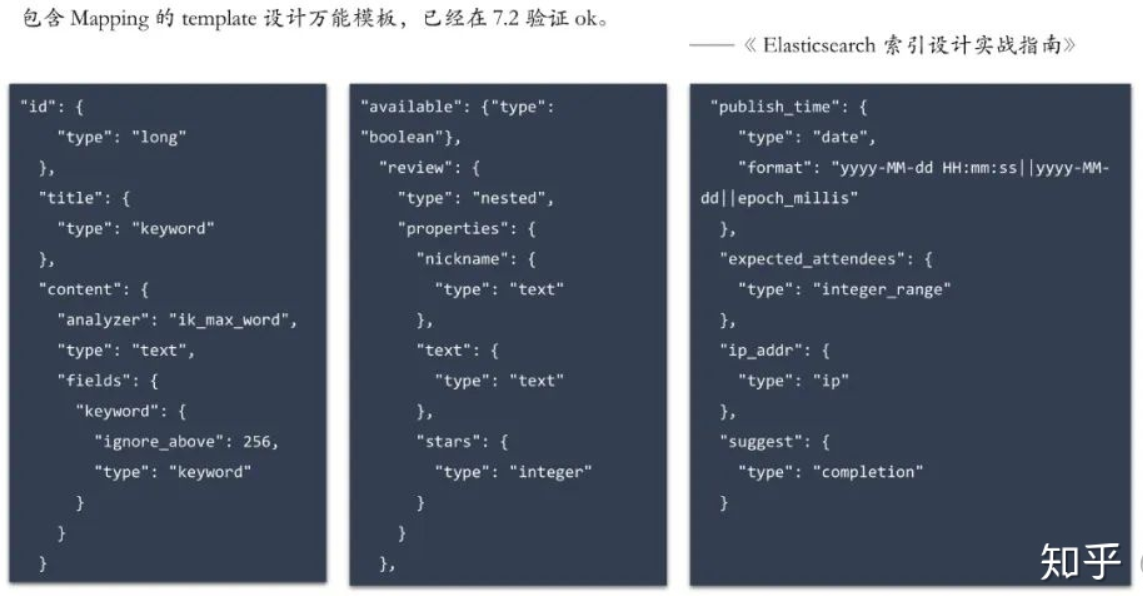 包含 Mapping 的 template 设计万能模板，已经在 7.2 验证 ok。
——《 Elasticsearch 索引设计实战指南》
"id": {
"type": "long"
},
"title": {
"type": "keyword"
},
"content": {
"analyzer": "ik_max_word",
"type": "text",
"fields": {
"keyword": {
"ignore_above": 256,
"type": "keyword"
}
}
}
"available": {"type":
"boolean"},
"review": {
"type": "nested",
"properties": {
"nickname": {
"type": "text"
},
"text": {
"type": "text"
},
"stars": {
"type": "integer"
}
}
},
"publish_time": {
"type": "date",
"format": "yyyy-MM-dd HH:mm:ss||yyyy-MM-
dd||epoch_millis"
},
"expected_attendees": {
"type": "integer_range"
},
"ip_addr": {
"type": "ip"
},
"suggest": {
"type": "completion"
}
知乎